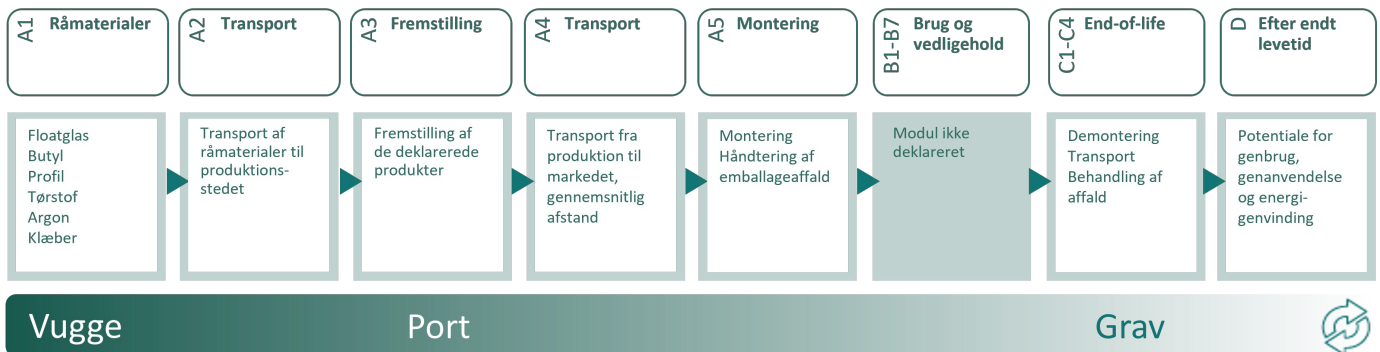 A1 Råmaterialer
A2 Transport
A3 Fremstilling
A4 Transport
A5 Montering
B1-B7 Brug og
vedligehold
C1-C4 End-of-life
D Efter endt
levetid
Floatglas
Butyl
Profil
Tørstof
Argon
Klæber
Transport af
råmaterialer til
produktions-
stedet
Fremstilling af
de deklarerede
produkter
Transport fra
produktion til
markedet,
gennemsnitlig
afstand
Montering
Håndtering af
emballageaffald
Modul ikke
deklareret
Demontering
Transport
Behandling af
affald
Potentiale for
genbrug,
genanvendelse
og energi-
genvinding
Vugge
Port
Grav